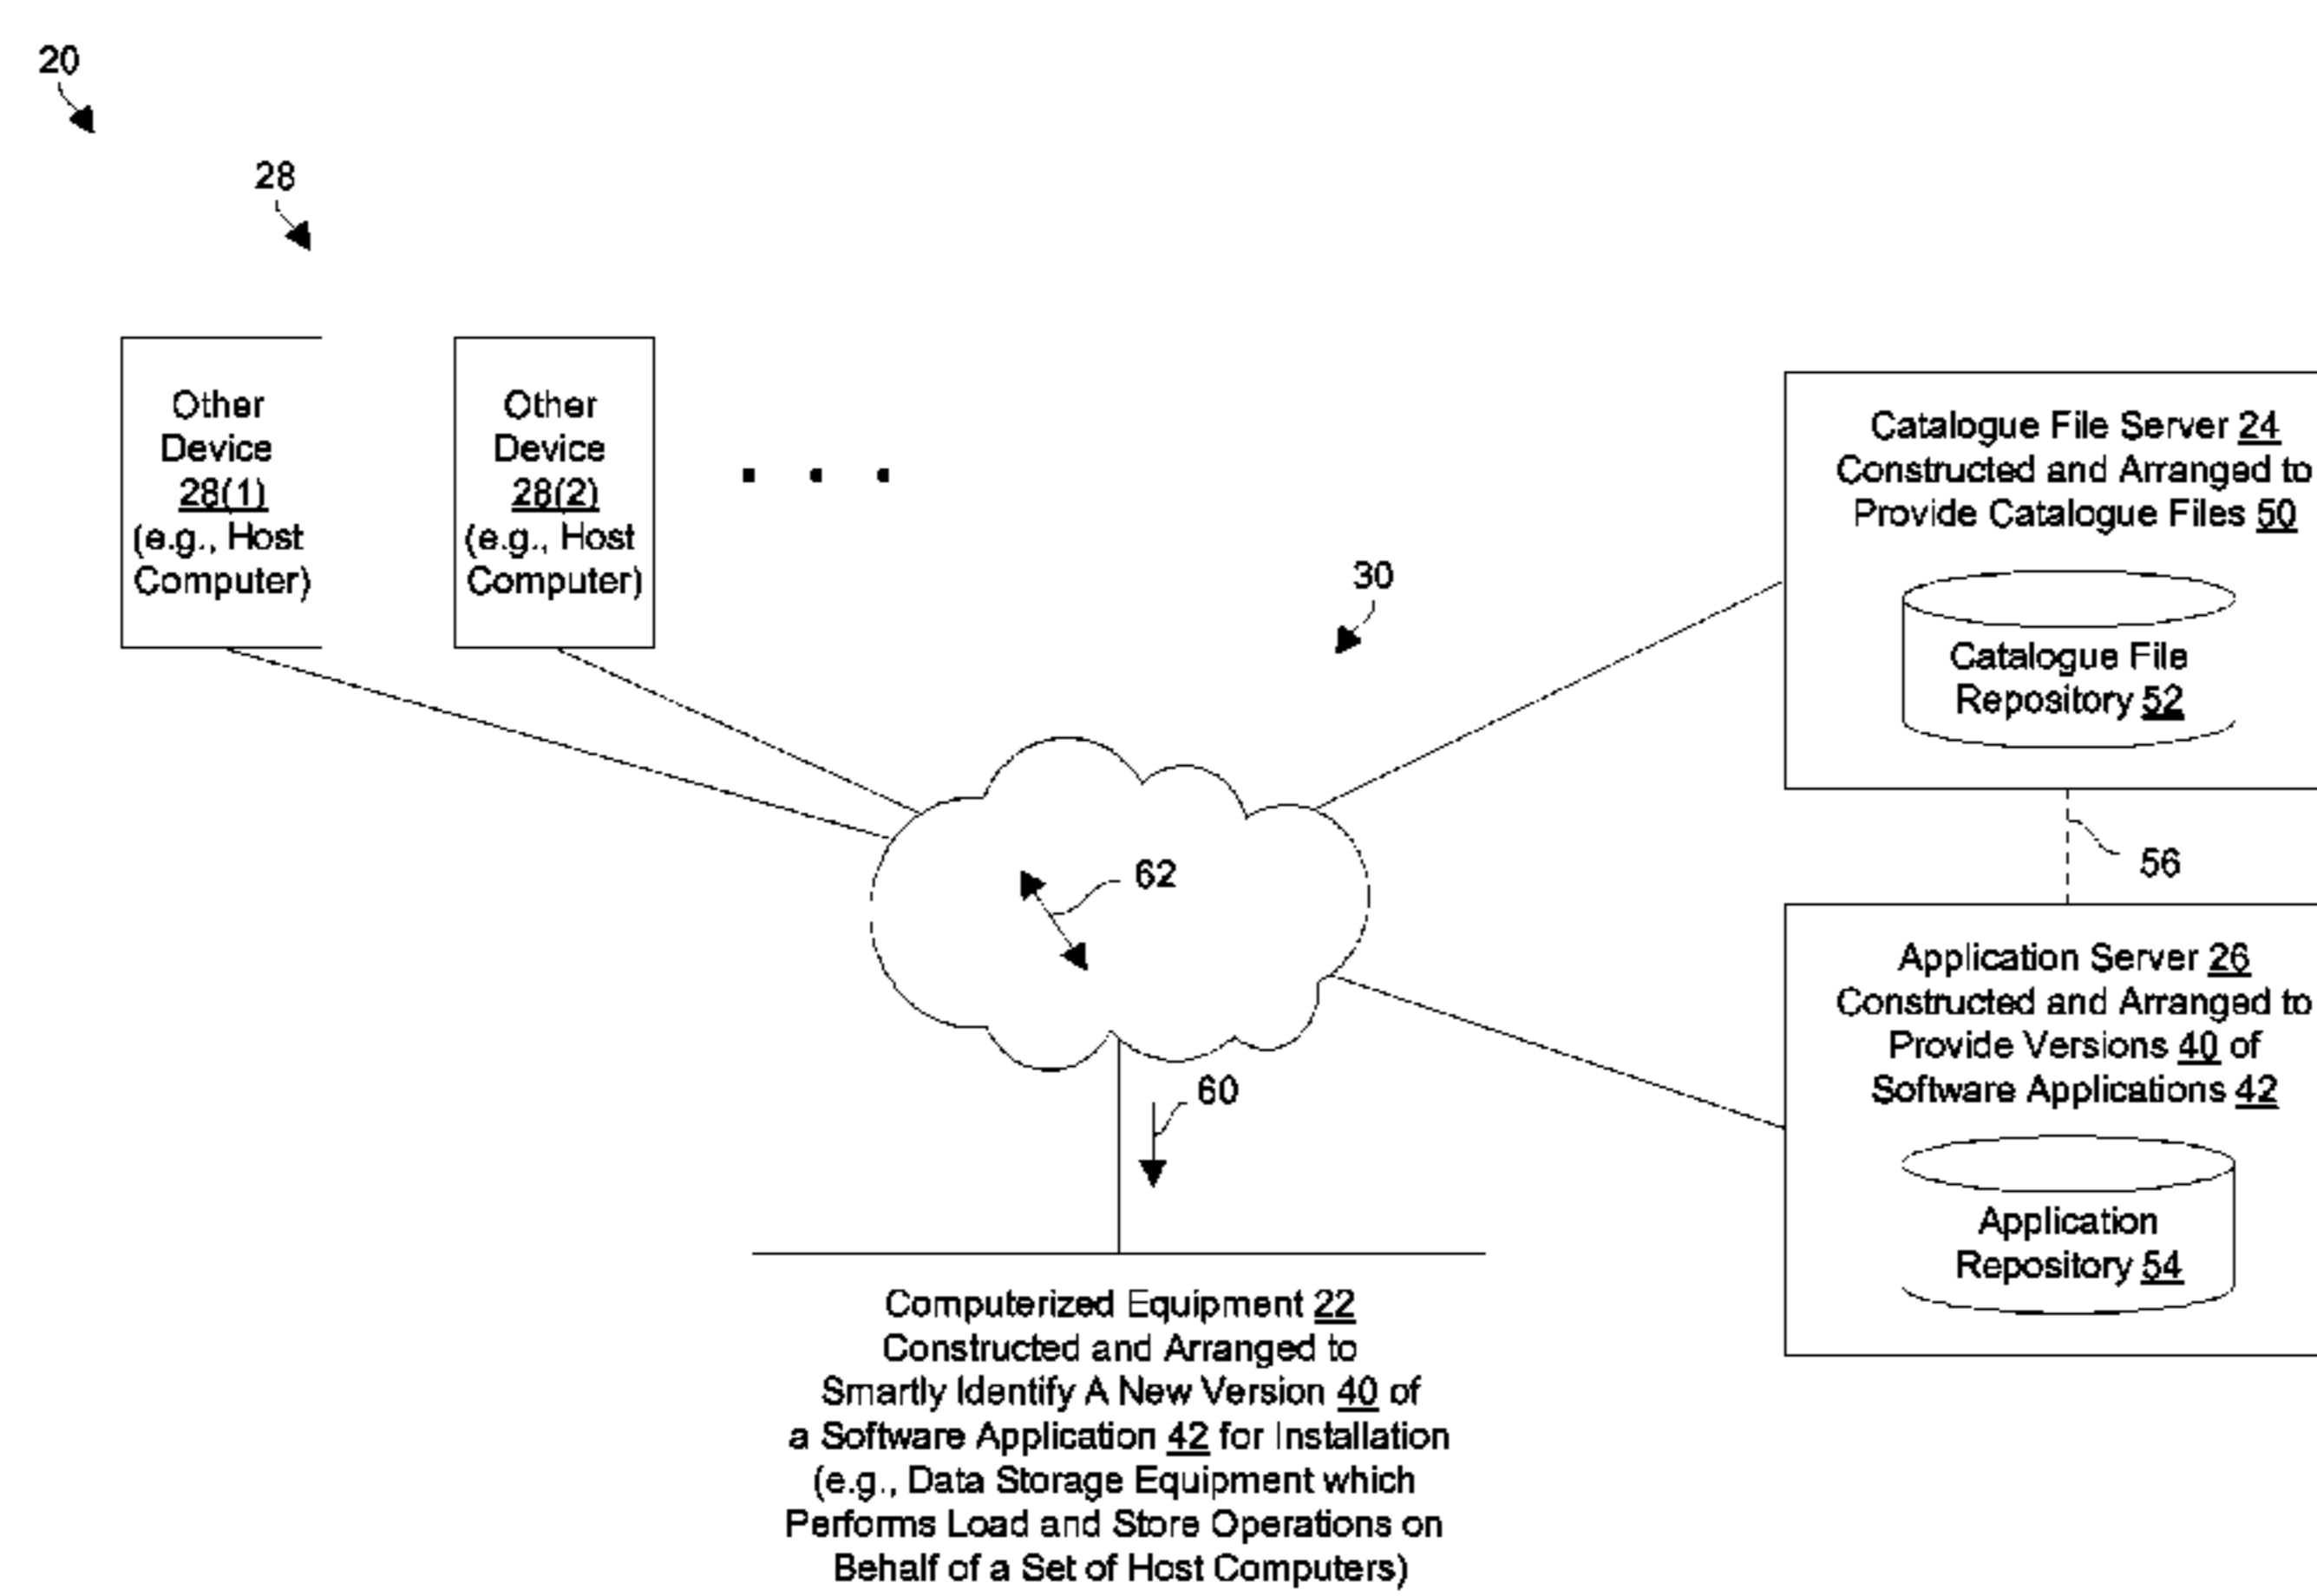 20
28
Other
Device
28(1)
(e.g., Host
Computer)
Other
Device
28(2)
(e.g., Host
Computer)
. . .
30
Catalogue File Server 24
Constructed and Arranged to
Provide Catalogue Files 50
Catalogue File
Repository 52
56
62
Application Server 26
Constructed and Arranged to
Provide Versions 40 of
Software Applications 42
Application
Repository 54
60
Computerized Equipment 22
Constructed and Arranged to
Smartly Identify A New Version 40 of
a Software Application 42 for Installation
(e.g., Data Storage Equipment which
Performs Load and Store Operations on
Behalf of a Set of Host Computers)